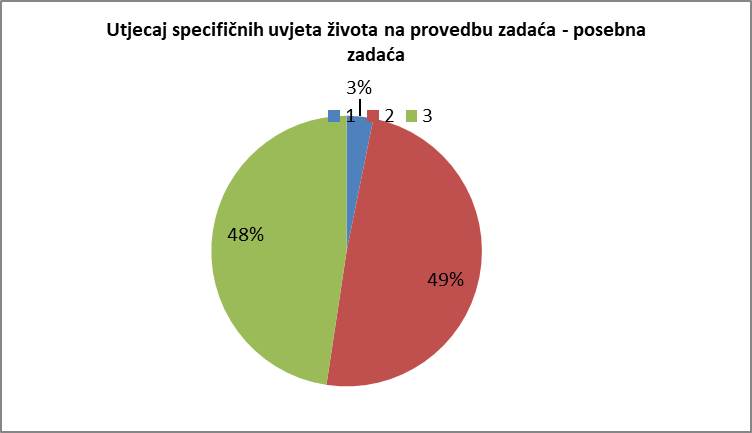 Utjecaj specifičnih uvjeta života na provedbu zadaća - posebna
zadaća
3%
1 2 3
48%
49%